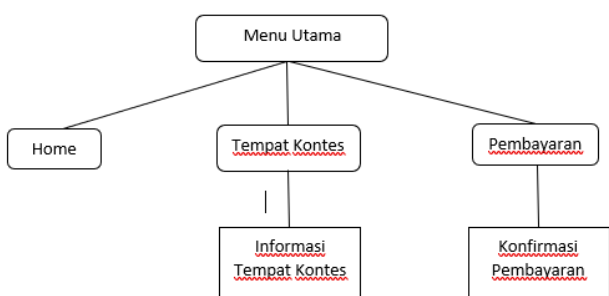 Menu Utama
Home
Tempat Kontes
Pembayaran
Informasi
Tempat Kontes
Konfirmasi
Pembayaran